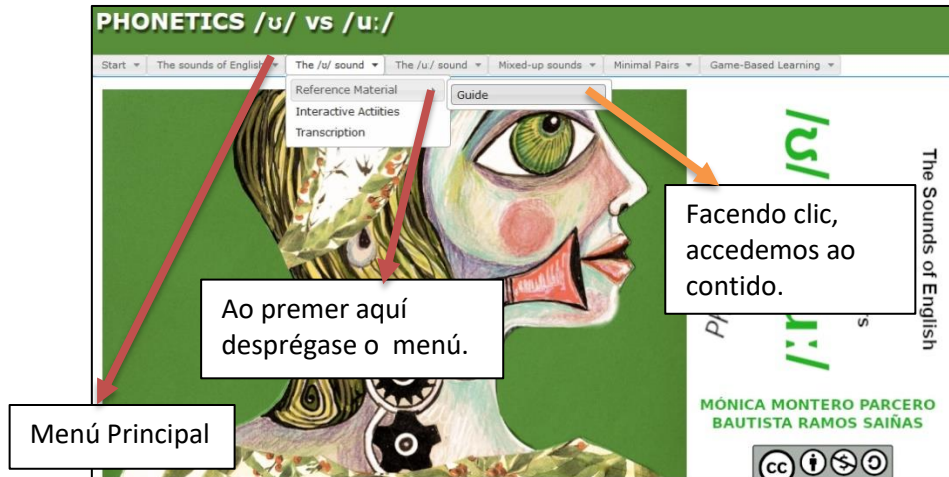 PHONETICS /ʊ/ vs /u:/
Start The sounds of English The /ʊ/ sound The /u:/ sound Mixed-up sounds Minimal Pairs Game-Based Learning
Reference Material
Guide
Interactive Actiities
Transcription
Facendo clic,
accedemos ao
contido.
Ao premer aquí
desprégase o menú.
Menú Principal
/ʊ/
The Sounds of English
MÓNICA MONTERO PARCERO
BAUTISTA RAMOS SAIÑAS
cc